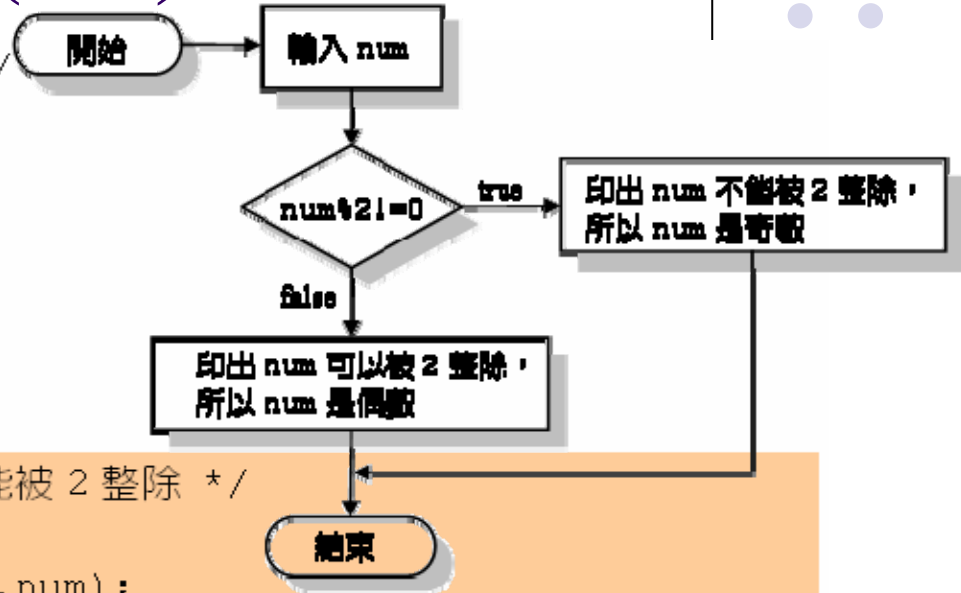 開始
輸入 num
num%2!=0
true
印出 num 不能被 2 整除，
所以 num 是奇數
false
印出 num 可以被 2 整除，
所以 num 是偶數
能被 2 整除 */
結束
num);